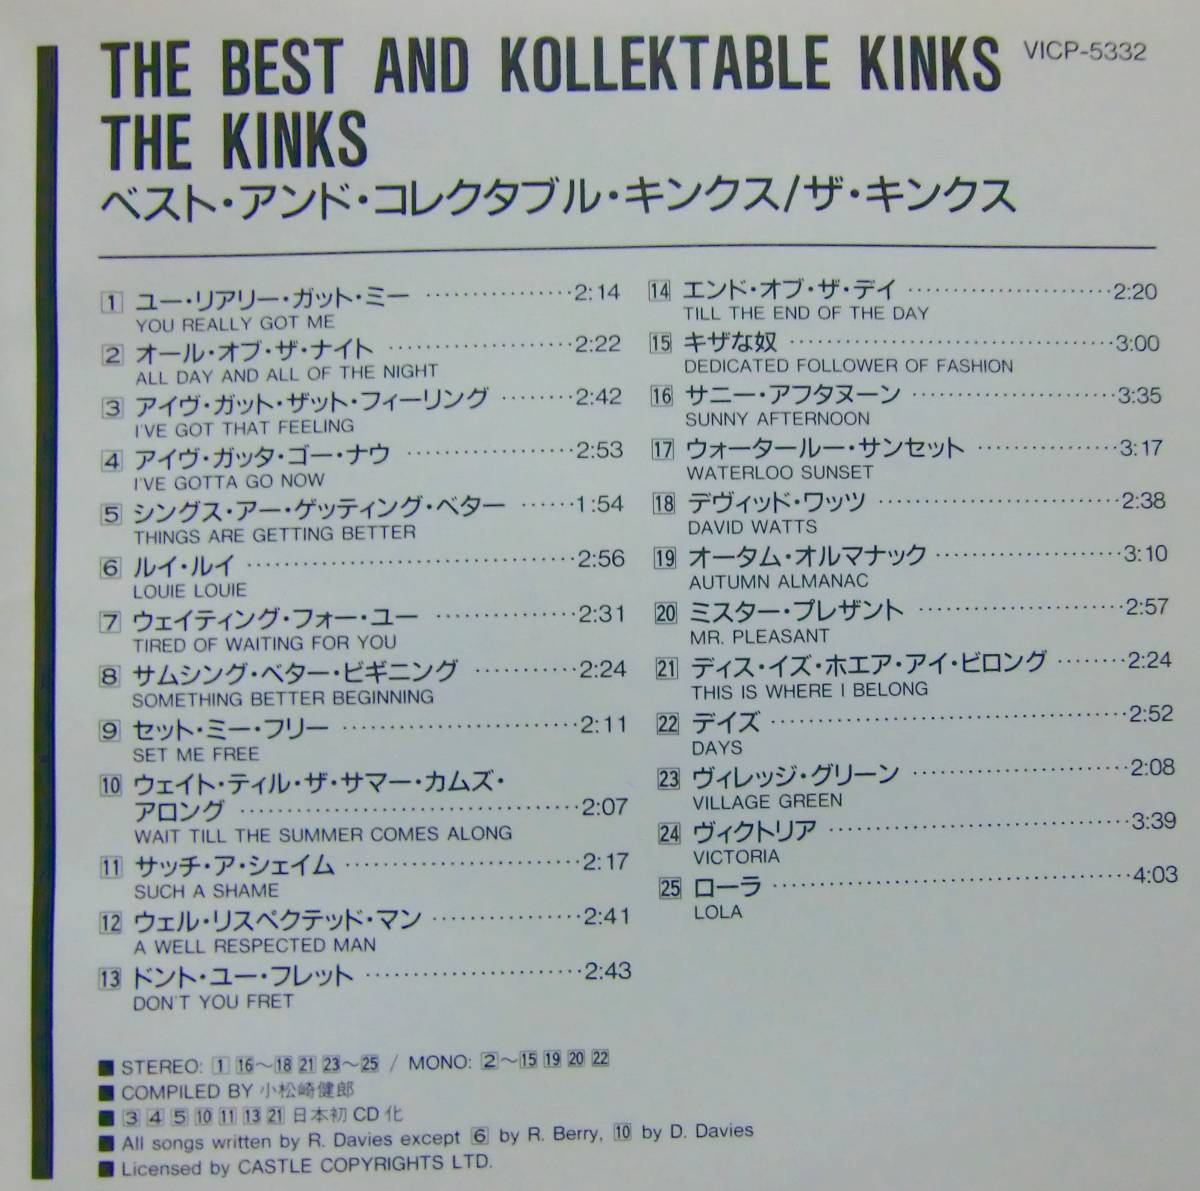 THE BEST AND KOLLEKTABLE KINKS VICP-5332
THE KINKS
ベスト・アンド・コレクタブル・キンクス/ザ・キンクス
1 ユー・リアリー・ガット・ミー ……………2:14
YOU REALLY GOT ME
2 オール・オブ・ザ・ナイト ………………2:22
ALL DAY AND ALL OF THE NIGHT
3 アイヴ・ガット・ザット・フィーリング ………2:42
I'VE GOT THAT FEELING
4 アイヴ・ガッタ・ゴー・ナウ ………………2:53
I'VE GOTTA GO NOW
5 シングス・アー・ゲッティング・ベター ……1:54
THINGS ARE GETTING BETTER
6 ルイ・ルイ ……………………………2:56
LOUIE LOUIE
7 ウェイティング・フォー・ユー ……………2:31
TIRED OF WAITING FOR YOU
8 サムシング・ベター・ビギニング …………2:24
SOMETHING BETTER BEGINNING
9 セット・ミー・フリー ……………………2:11
SET ME FREE
10 ウェイト・ティル・ザ・サマー・カムズ・
アロング ……………………………2:07
WAIT TILL THE SUMMER COMES ALONG
11 サッチ・ア・シェイム ……………………2:17
SUCH A SHAME
12 ウェル・リスペクテッド・マン ……………2:41
A WELL RESPECTED MAN
13 ドント・ユー・フレット …………………2:43
DON'T YOU FRET
14 エンド・オブ・ザ・デイ …………………2:20
TILL THE END OF THE DAY
15 キザな奴 ……………………………3:00
DEDICATED FOLLOWER OF FASHION
16 サニー・アフタヌーン ……………………3:35
SUNNY AFTERNOON
17 ウォータールー・サンセット ……………3:17
WATERLOO SUNSET
18 デヴィッド・ワッツ ……………………2:38
DAVID WATTS
19 オータム・オルマナック …………………3:10
AUTUMN ALMANAC
20 ミスター・プレザント …………………2:57
MR. PLEASANT
21 ディス・イズ・ホエア・アイ・ビロング ………2:24
THIS IS WHERE I BELONG
22 デイズ ………………………………2:52
DAYS
23 ヴィレッジ・グリーン ……………………2:08
VILLAGE GREEN
24 ヴィクトリア …………………………3:39
VICTORIA
25 ローラ ………………………………4:03
LOLA
■ STEREO: 1 16〜18 21 23〜25 / MONO: 2〜15 19 20 22
■ COMPILED BY 小松崎健郎
■ 3 4 5 10 11 13 21 日本初CD化
■ All songs written by R. Davies except 6 by R. Berry, 10 by D. Davies
■ Licensed by CASTLE COPYRIGHTS LTD.